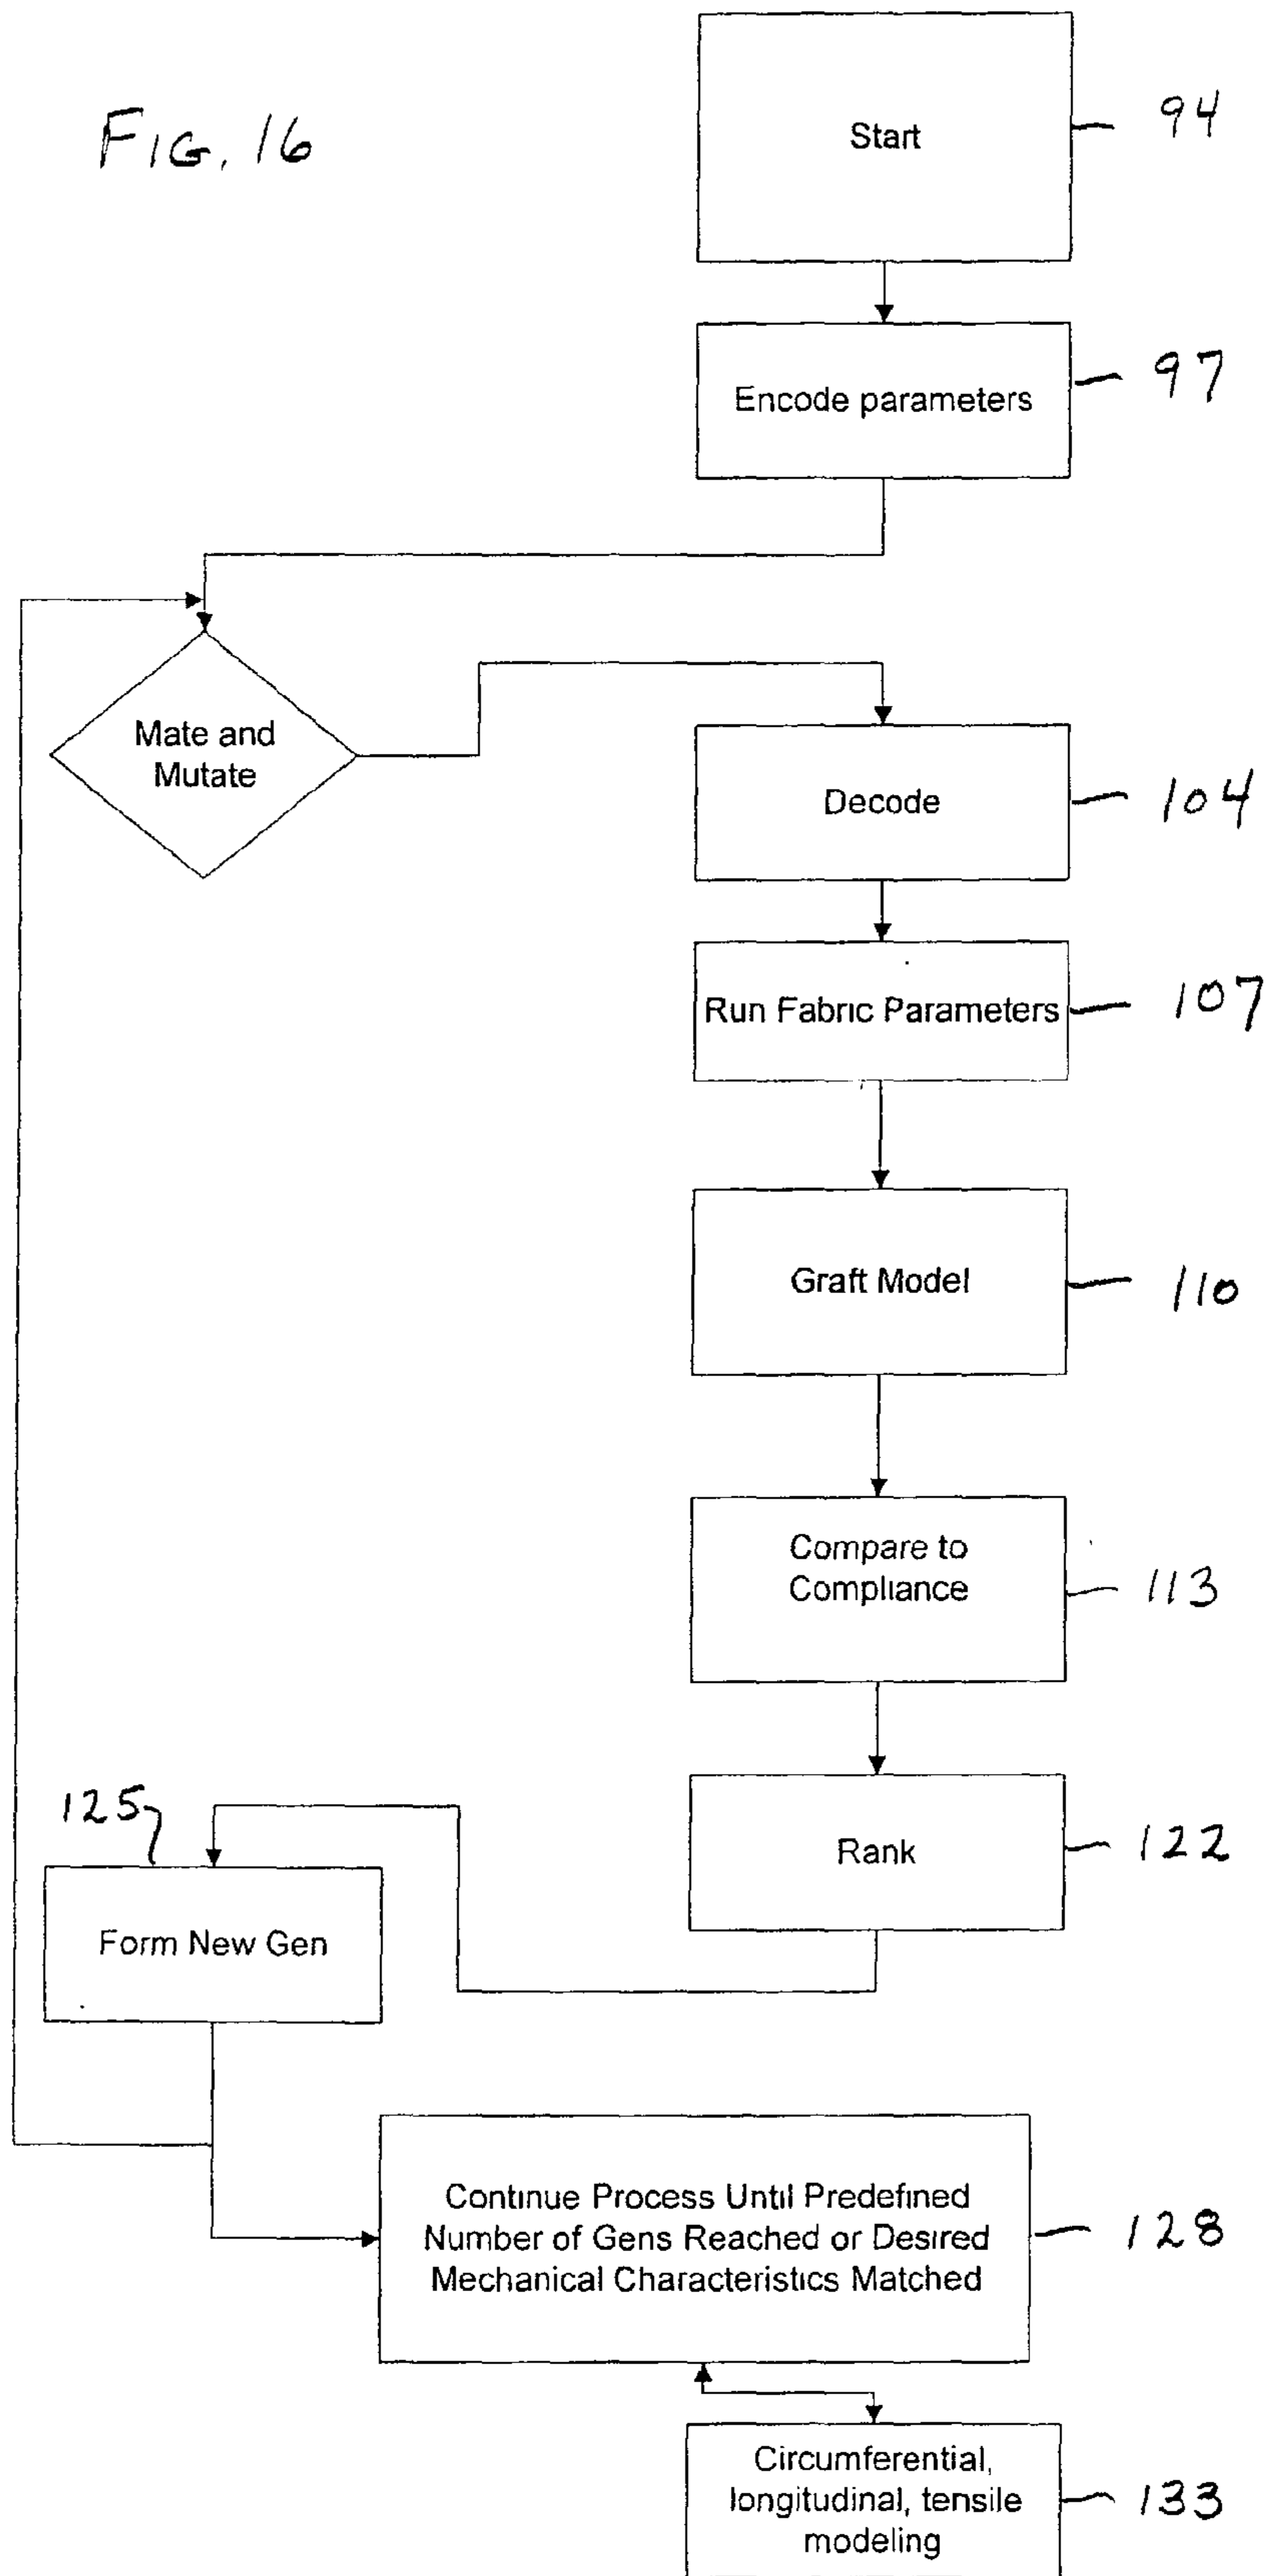 FIG. 16
Start
94
Encode parameters
97
Mate and
Mutate
Decode
104
Run Fabric Parameters
107
Graft Model
110
Compare to
Compliance
113
Rank
122
125
Form New Gen
Continue Process Until Predefined
Number of Gens Reached or Desired
Mechanical Characteristics Matched
128
Circumferential,
longitudinal, tensile
modeling
133